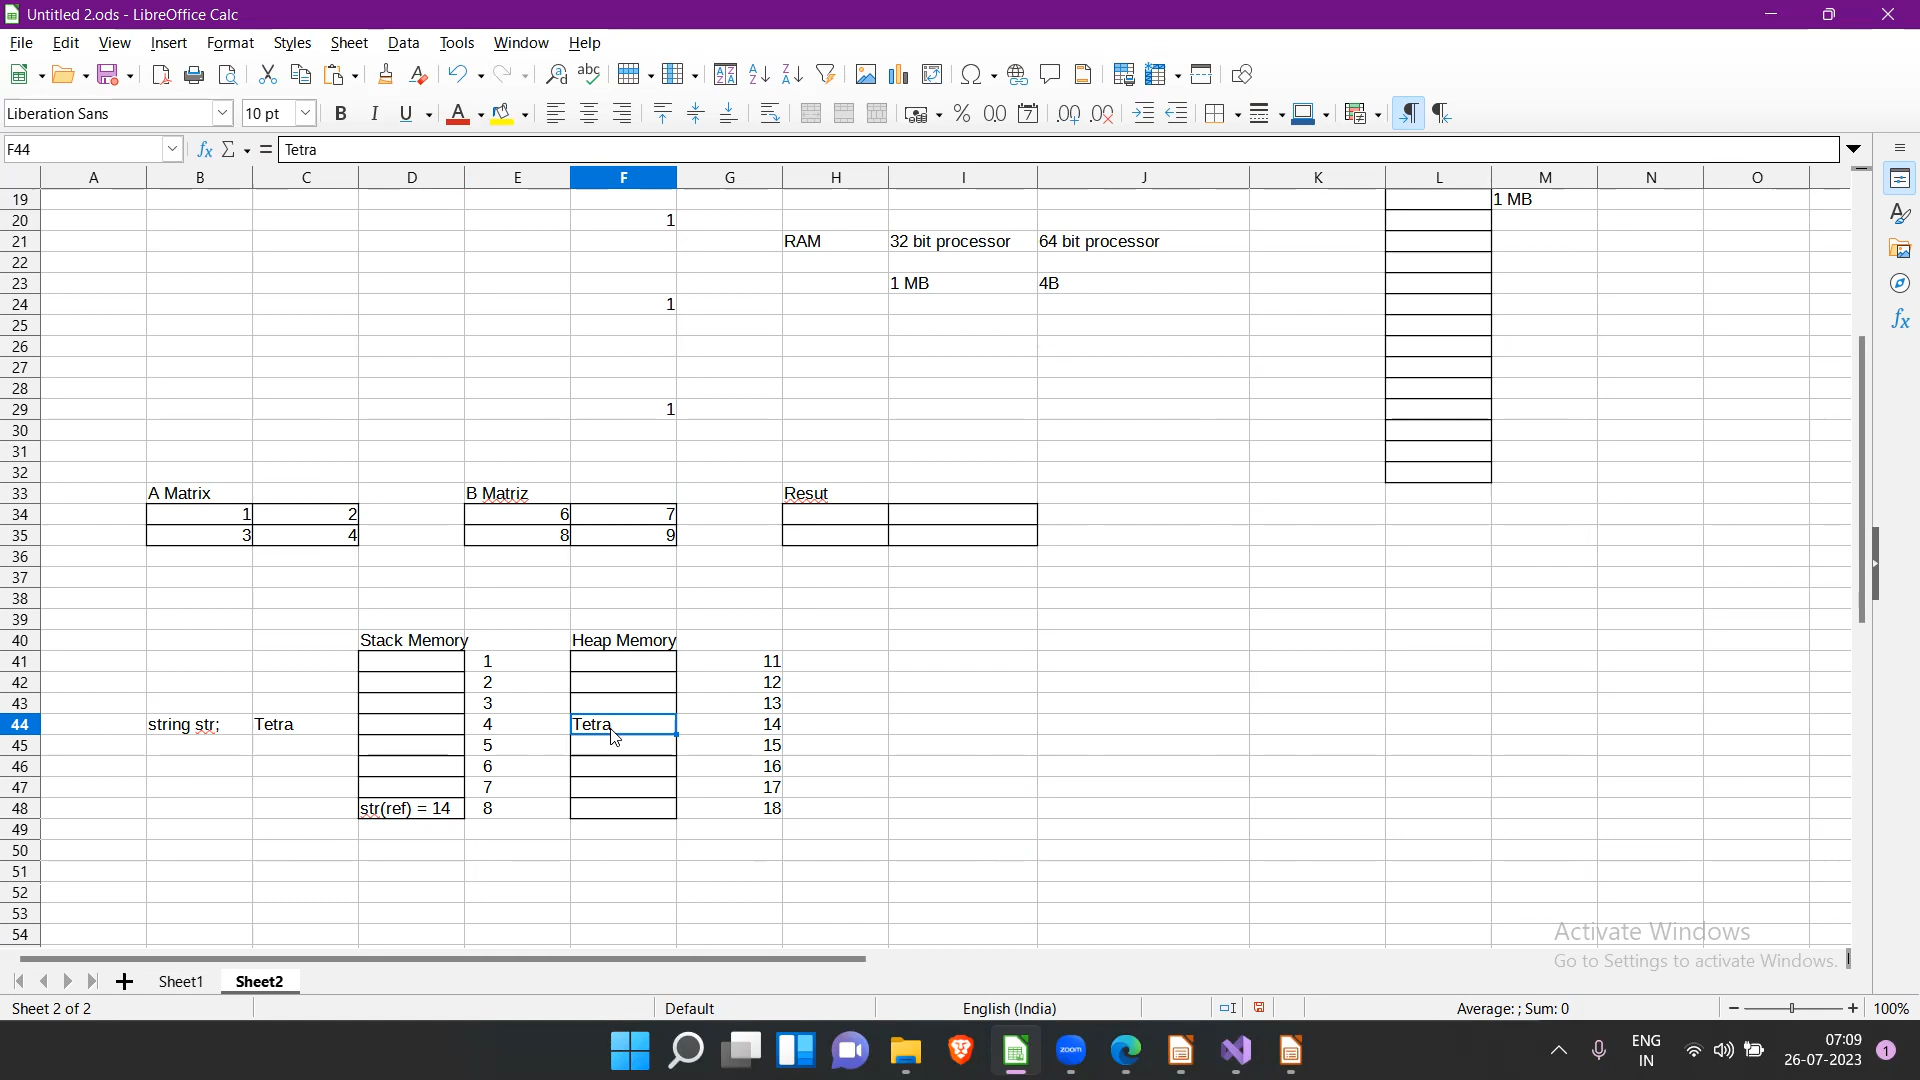 Untitled 2.ods - LibreOffice Calc
File Edit View Insert Format Styles Sheet Data Tools Window Help
Liberation Sans 10 pt
F44 Tetra
A B C D E F G H I J K L M N O
19 1 MB
20 1
21 RAM 32 bit processor 64 bit processor
22
23 1 MB 4B
24 1
25
26
27
28
29 1
30
31
32
33 A Matrix B Matriz Resut
34 1 2 6 7
35 3 4 8 9
36
37
38
39
40 Stack Memory Heap Memory
41 1 11
42 2 12
43 3 13
44 string str; Tetra 4 Tetra 14
45 5 15
46 6 16
47 7 17
48 str(ref) = 14 8 18
49
50
51
52
53
54
Activate Windows
Go to Settings to activate Windows.
Sheet1 Sheet2
Sheet 2 of 2 Default English (India) Average: ; Sum: 0 100%
zoom
ENG
IN
07:09
26-07-2023
1